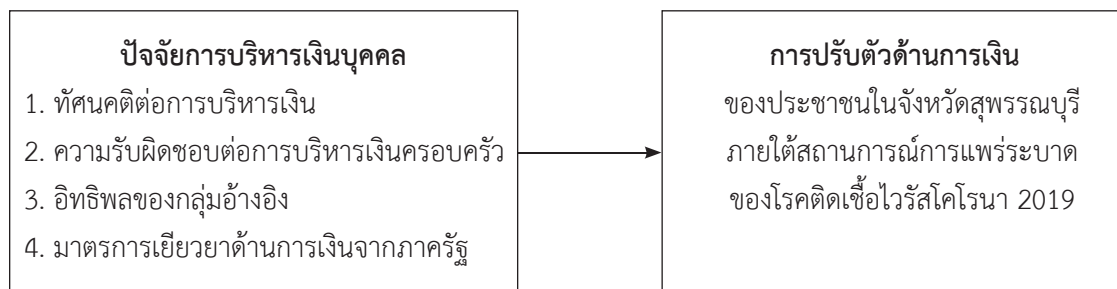 ปัจจัยการบริหารเงินบุคคล
1. ทัศนคติต่อการบริหารเงิน
2. ความรับผิดชอบต่อการบริหารเงินครอบครัว
3. อิทธิพลของกลุ่มอ้างอิง
4. มาตรการเยียวยาด้านการเงินจากภาครัฐ
การปรับตัวด้านการเงิน
ของประชาชนในจังหวัดสุพรรณบุรี
ภายใต้สถานการณ์การแพร่ระบาด
ของโรคติดเชื้อไวรัสโคโรนา 2019